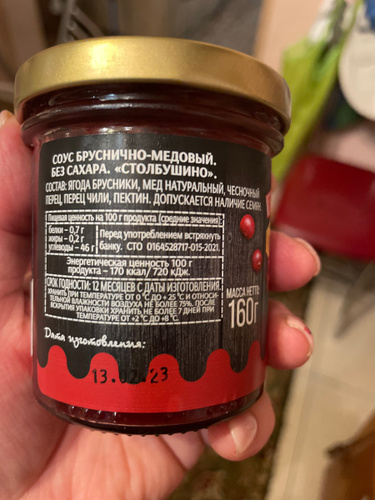 СОУС БРУСНИЧНО-МЕДОВЫЙ.
БЕЗ САХАРА. «СТОЛБУШИНО».
СОСТАВ: ЯГОДА БРУСНИКИ, МЕД НАТУРАЛЬНЫЙ, ЧЕСНОЧНЫЙ
ПЕРЕЦ, ПЕРЕЦ ЧИЛИ, ПЕКТИН. ДОПУСКАЕТСЯ НАЛИЧИЕ СЕМЯН.
Пищевая ценность на 100 г продукта (средние значения):
белки – 0,7 г
жиры – 0,2 г
углеводы – 46 г
Перед употреблением встряхнуть
банку. СТО 0164528717-015-2021.
Энергетическая ценность 100 г
продукта – 170 ккал/ 720 кДж.
СРОК ГОДНОСТИ: 12 МЕСЯЦЕВ С ДАТЫ ИЗГОТОВЛЕНИЯ.
ХРАНИТЬ ПРИ ТЕМПЕРАТУРЕ ОТ 0 °C ДО + 25 °C И ОТНОСИ-
ТЕЛЬНОЙ ВЛАЖНОСТИ ВОЗДУХА НЕ БОЛЕЕ 75%. ПОСЛЕ
ВСКРЫТИЯ УПАКОВКИ ХРАНИТЬ НЕ БОЛЕЕ 7 ДНЕЙ ПРИ
ТЕМПЕРАТУРЕ ОТ +2 °C ДО +8 °C.
МАССА НЕТТО:
160г
Дата изготовления:
13.02.23